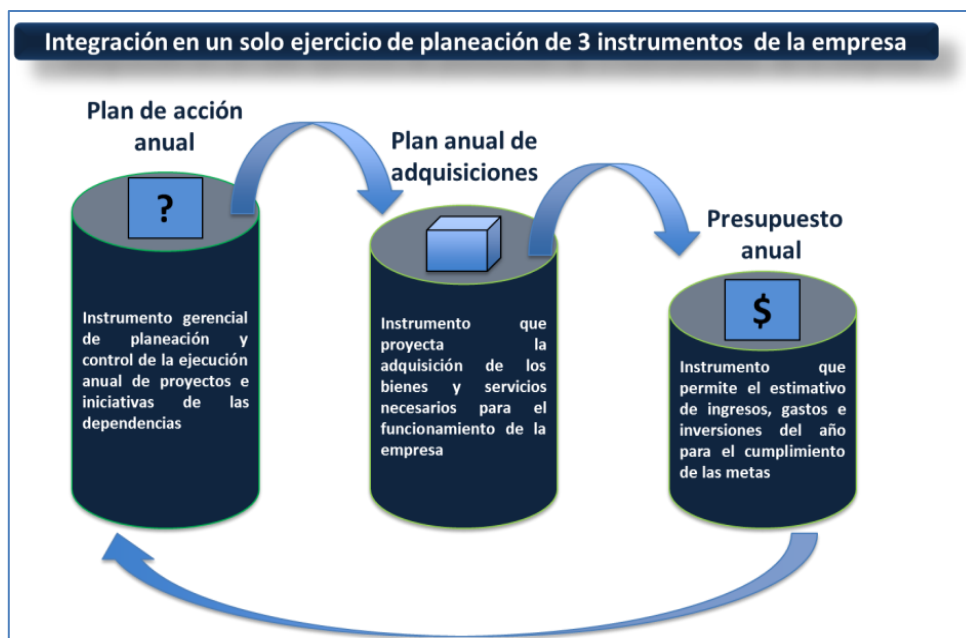 Integración en un solo ejercicio de planeación de 3 instrumentos de la empresa
Plan de acción
anual
?
Instrumento gerencial
de planeación y
control de la ejecución
anual de proyectos e
iniciativas de las
dependencias
Plan anual de
adquisiciones
Instrumento que
proyecta la
adquisición de los
bienes y servicios
necesarios para el
funcionamiento de la
empresa
Presupuesto
anual
$
Instrumento que
permite el estimativo
de ingresos, gastos e
inversiones del año
para el cumplimiento
de las metas